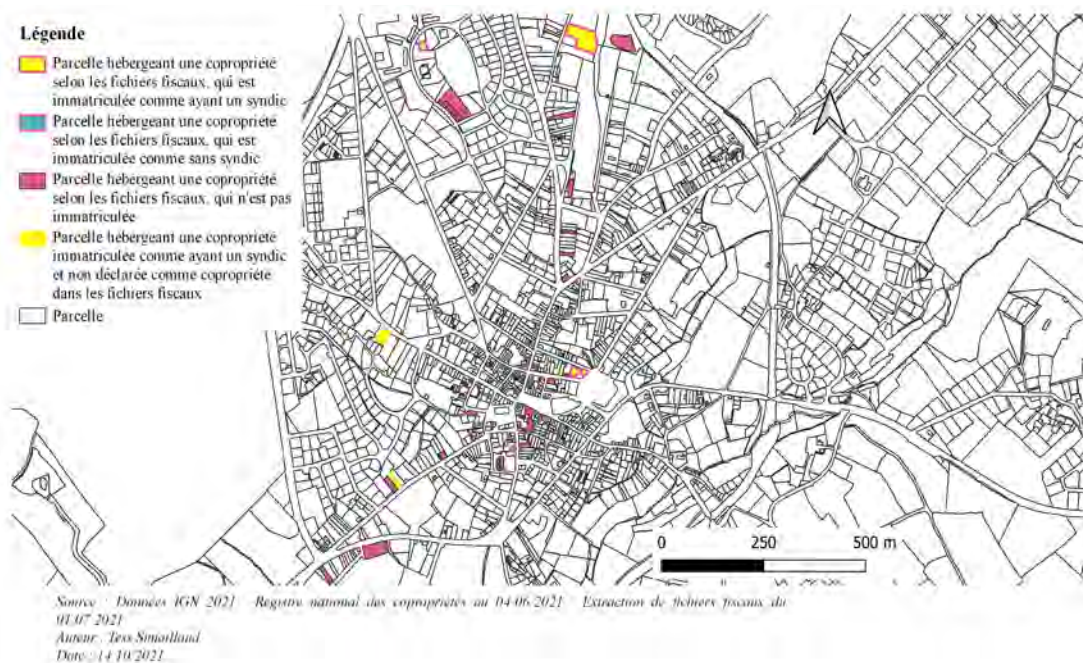 Légende
Parcelle hébergeant une copropriété
selon les fichiers fiscaux, qui est
immatriculée comme ayant un syndic
Parcelle hébergeant une copropriété
selon les fichiers fiscaux, qui est
immatriculée comme sans syndic
Parcelle hébergeant une copropriété
selon les fichiers fiscaux, qui n'est pas
immatriculée
Parcelle hébergeant une copropriété
immatriculée comme ayant un syndic
et non déclarée comme copropriété
dans les fichiers fiscaux
Parcelle
0 250 500 m
Source : Données IGN 2021 Registre national des copropriétés au 04 06 2021 Extraction de fichiers fiscaux du
01.07 2021
Auteur : Tess
Date : 14 10/2021